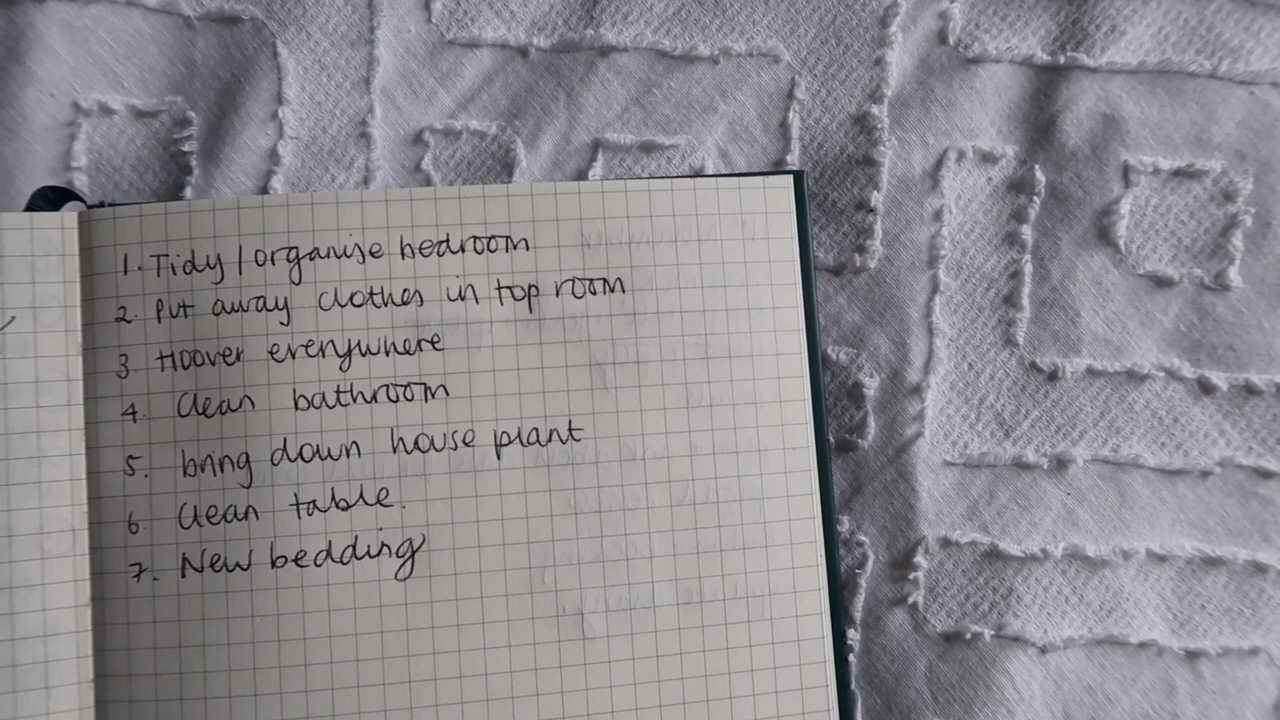 1. Tidy / organise bedroom
2. Put away clothes in top room
3 Hoover everywhere
4. Clean bathroom
5. bring down house plant
6. Clean table.
7. New bedding